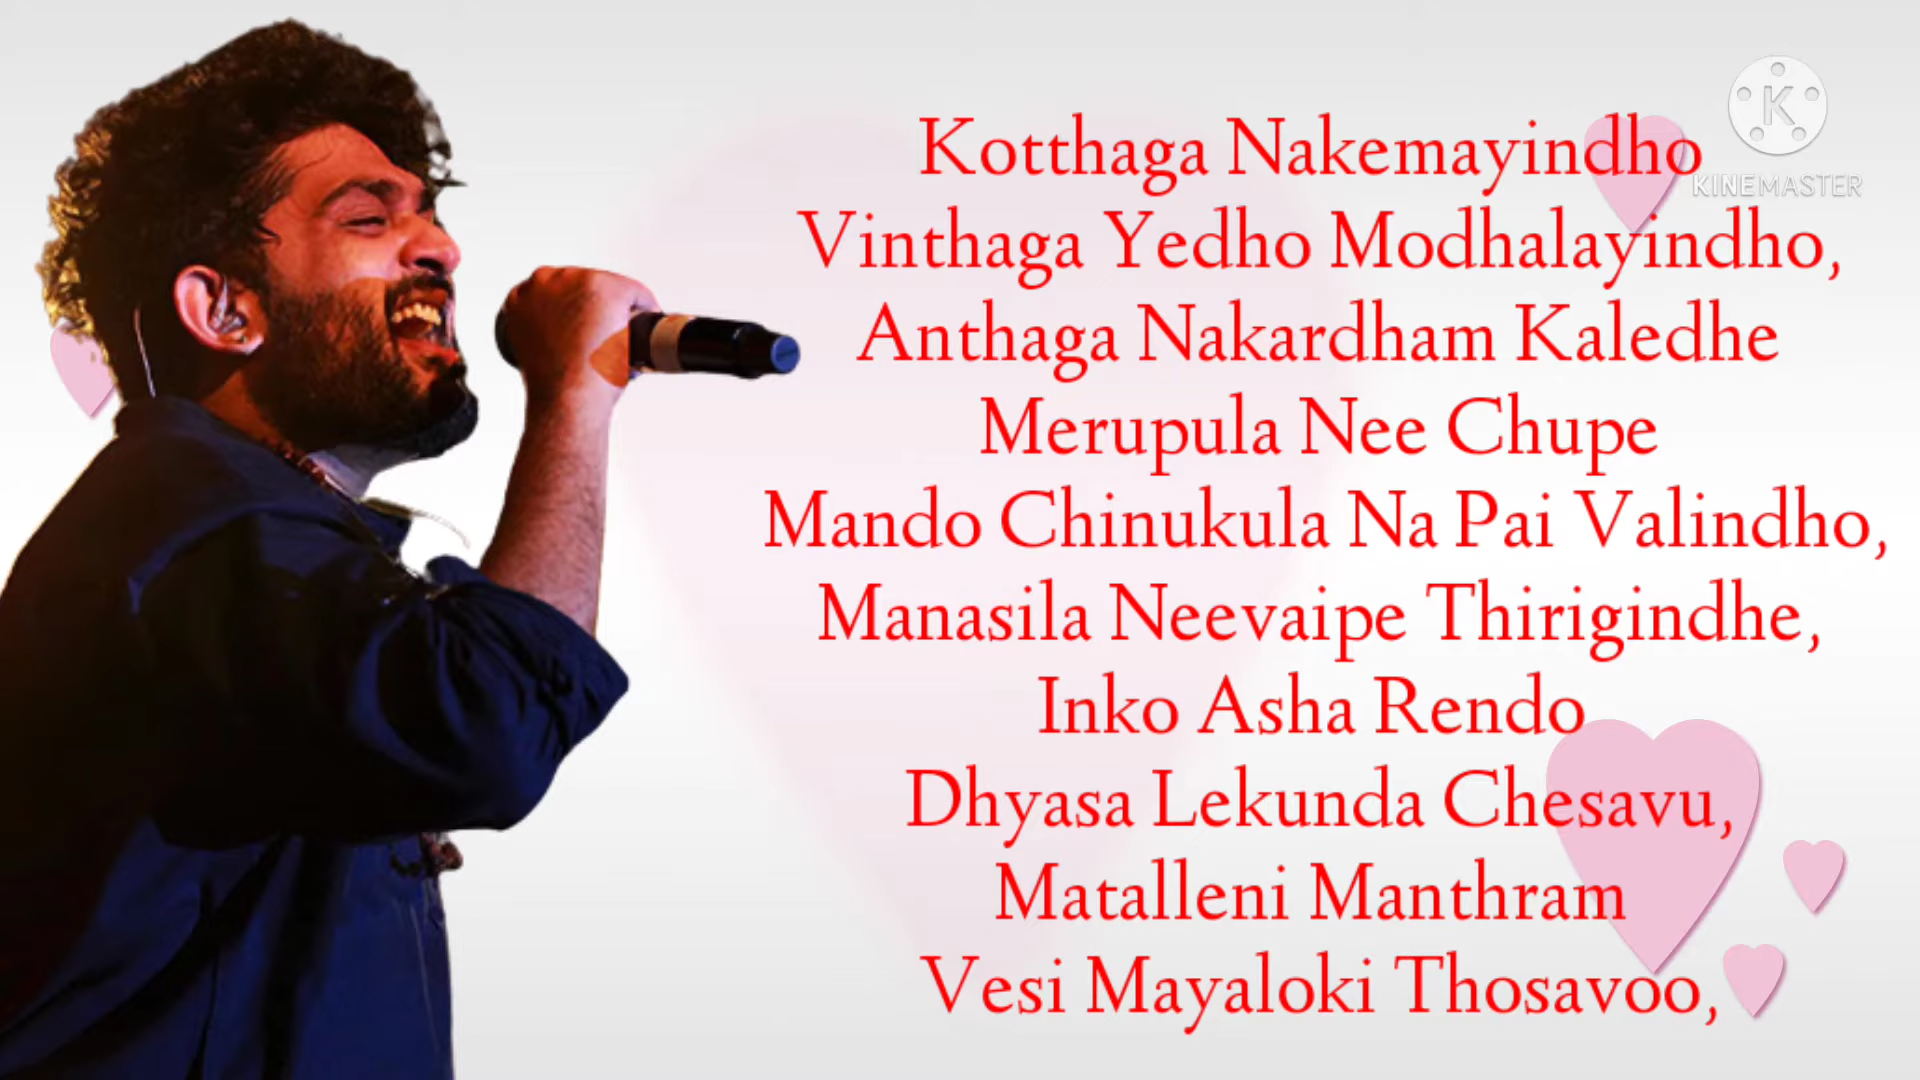 Kotthaga Nakemayindho
Vinthaga Yedho Modhalayindho,
Anthaga Nakardham Kaledhe
Merupula Nee Chupe
Mando Chinukula Na Pai Valindho,
Manasila Neevaipe Thirigindhe,
Inko Asha Rendo
Dhyasa Lekunda Chesavu,
Matalleni Manthram
Vesi Mayaloki Thosavoo,
K
KINEMASTER